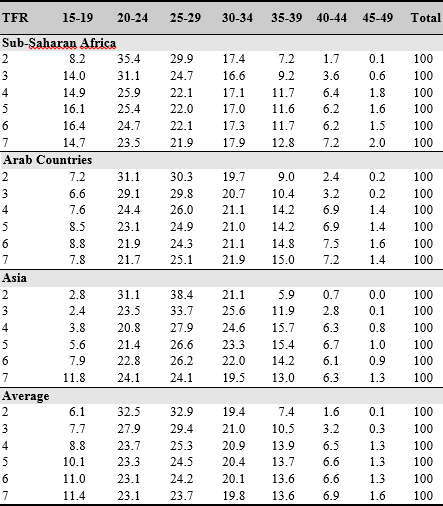 TFR 15-19 20-24 25-29 30-34 35-39 40-44 45-49 Total
Sub-Saharan Africa
2 8.2 35.4 29.9 17.4 7.2 1.7 0.1 100
3 14.0 31.1 24.7 16.6 9.2 3.6 0.6 100
4 14.9 25.9 22.1 17.1 11.7 6.4 1.8 100
5 16.1 25.4 22.0 17.0 11.6 6.2 1.6 100
6 16.4 24.7 22.1 17.3 11.7 6.2 1.5 100
7 14.7 23.5 21.9 17.9 12.8 7.2 2.0 100
Arab Countries
2 7.2 31.1 30.3 19.7 9.0 2.4 0.2 100
3 6.6 29.1 29.8 20.7 10.4 3.2 0.2 100
4 7.6 24.4 26.0 21.1 14.2 6.9 1.4 100
5 8.5 23.1 24.9 21.0 14.2 6.9 1.4 100
6 8.8 21.9 24.3 21.1 14.8 7.5 1.6 100
7 7.8 21.7 25.1 21.9 15.0 7.2 1.4 100
Asia
2 2.8 31.1 38.4 21.1 5.9 0.7 0.0 100
3 2.4 23.5 33.7 25.6 11.9 2.8 0.1 100
4 3.8 20.8 27.9 24.6 15.7 6.3 0.8 100
5 5.6 21.4 26.6 23.3 15.4 6.7 1.0 100
6 7.9 22.8 26.2 22.0 14.2 6.1 0.9 100
7 11.8 24.1 24.1 19.5 13.0 6.3 1.3 100
Average
2 6.1 32.5 32.9 19.4 7.4 1.6 0.1 100
3 7.7 27.9 29.4 21.0 10.5 3.2 0.3 100
4 8.8 23.7 25.3 20.9 13.9 6.5 1.3 100
5 10.1 23.3 24.5 20.4 13.7 6.6 1.3 100
6 11.0 23.1 24.2 20.1 13.6 6.6 1.3 100
7 11.4 23.1 23.7 19.8 13.6 6.9 1.6 100